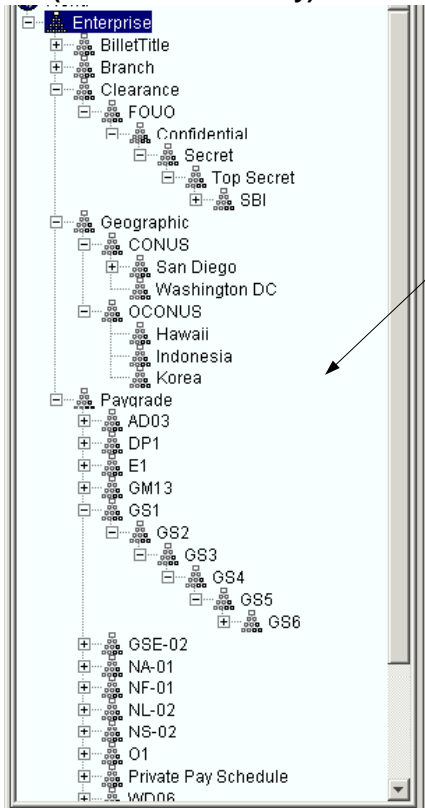 Enterprise
BilletTitle
Branch
Clearance
FOUO
Confidential
Secret
Top Secret
SBI
Geographic
CONUS
San Diego
Washington DC
OCONUS
Hawaii
Indonesia
Korea
Paygrade
AD03
DP1
E1
GM13
GS1
GS2
GS3
GS4
GS5
GS6
GSE-02
NA-01
NF-01
NL-02
NS-02
O1
Private Pay Schedule
WD06